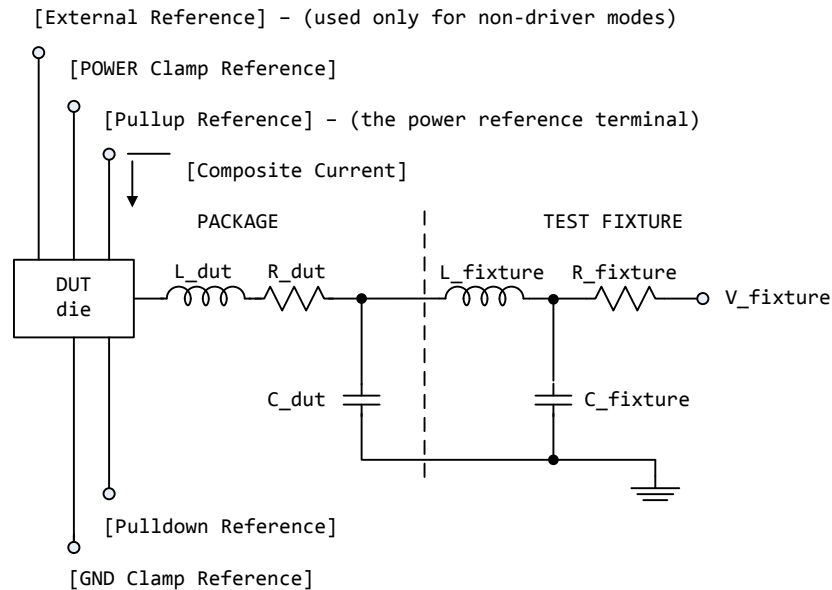 [External Reference] – (used only for non-driver modes)
[POWER Clamp Reference]
[Pullup Reference] – (the power reference terminal)
[Composite Current]
PACKAGE
TEST FIXTURE
L_dut
R_dut
L_fixture
R_fixture
DUT
die
V_fixture
C_dut
C_fixture
[Pulldown Reference]
[GND Clamp Reference]